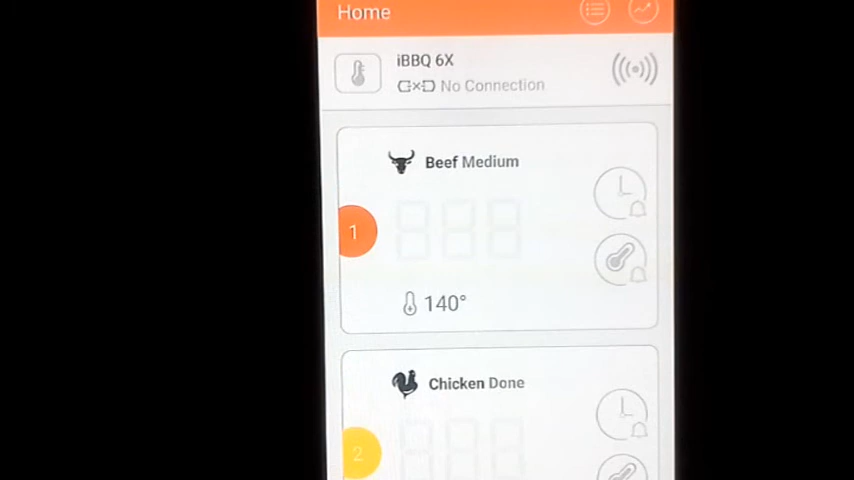 Home
iBBQ 6X
No Connection
Beef Medium
1
140°
Chicken Done
2